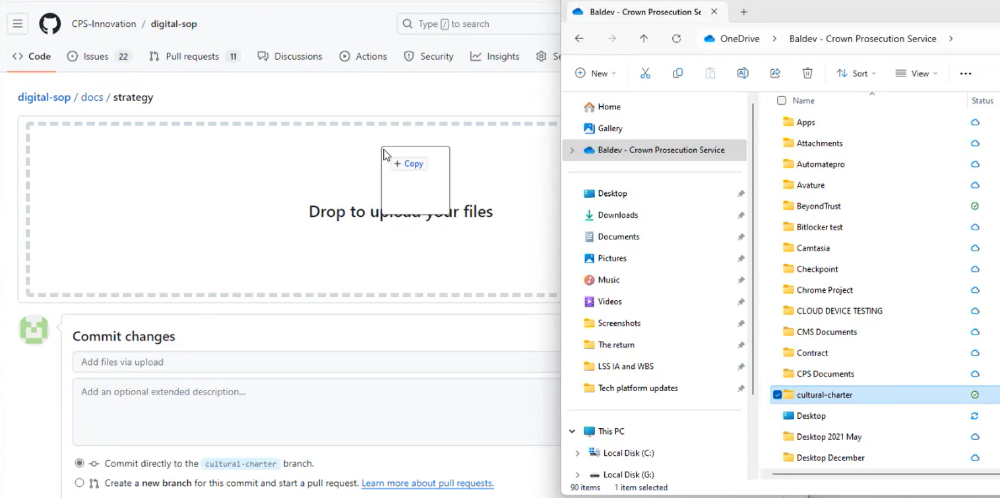 CPS-Innovation / digital-sop
Type / to search
Code
Issues 22
Pull requests 11
Discussions
Actions
Security
Insights
digital-sop / docs / strategy
+ Copy
Drop to upload your files
Commit changes
Add files via upload
Add an optional extended description...
Commit directly to the cultural-charter branch.
Create a new branch for this commit and start a pull request. Learn more about pull requests.
Baldev - Crown Prosecution Se
OneDrive > Baldev - Crown Prosecution Service >
New
Sort
View
Home
Gallery
Baldev - Crown Prosecution Service
Desktop
Downloads
Documents
Pictures
Music
Videos
Screenshots
The return
LSS IA and WBS
Tech platform updates
This PC
Local Disk (C:)
Local Disk (G:)
Name
Status
Apps
Attachments
Automatepro
Avature
BeyondTrust
Bitlocker test
Camtasia
Checkpoint
Chrome Project
CLOUD DEVICE TESTING
CMS Documents
Contract
CPS Documents
cultural-charter
Desktop
Desktop 2021 May
Desktop December
90 items 1 item selected